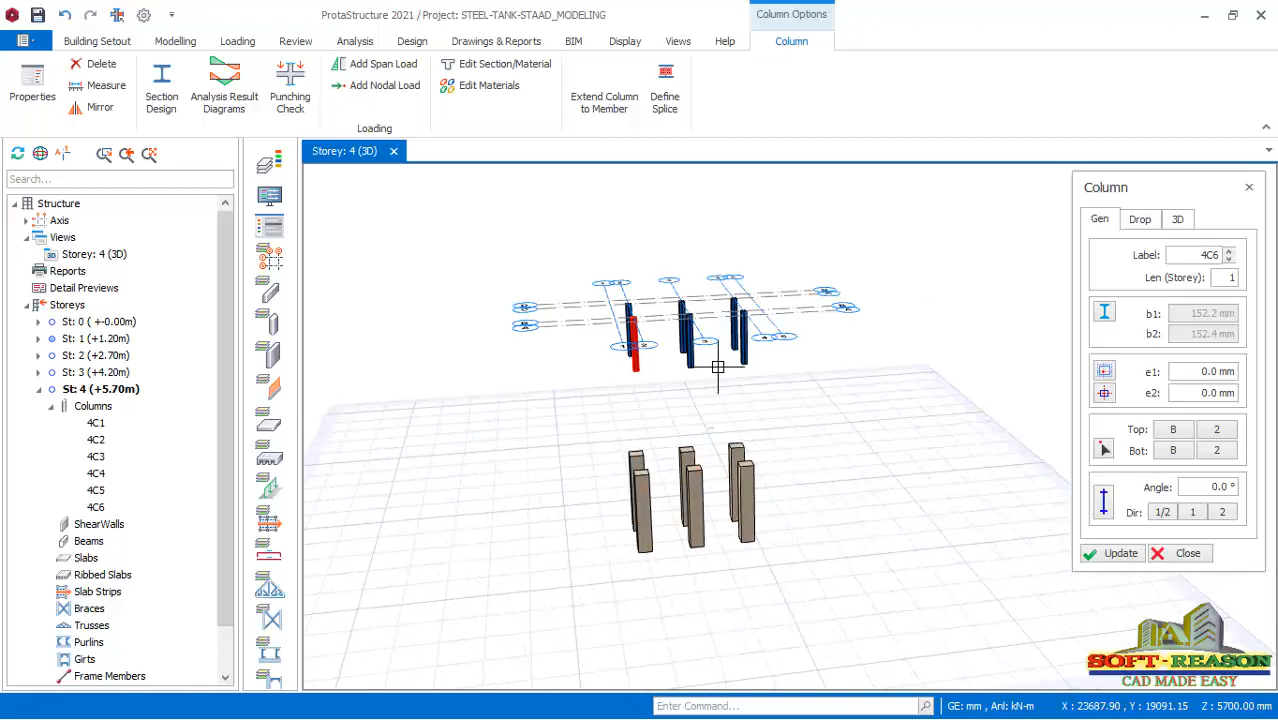 ProtaStructure 2021 / Project: STEEL-TANK-STAAD_MODELING
Column Options
Building Setout
Modelling
Loading
Review
Analysis
Design
Drawings & Reports
BIM
Display
Views
Help
Column
Properties
Delete
Measure
Mirror
Section Design
Analysis Result Diagrams
Punching Check
Add Span Load
Add Nodal Load
Loading
Edit Section/Material
Edit Materials
Extend Column to Member
Define Splice
Search...
Structure
Axis
Views
Storey: 4 (3D)
Reports
Detail Previews
Storeys
St: 0 ( +-0.00m)
St: 1 (+1.20m)
St: 2 (+2.70m)
St: 3 (+4.20m)
St: 4 (+5.70m)
Columns
4C1
4C2
4C3
4C4
4C5
4C6
ShearWalls
Beams
Slabs
Ribbed Slabs
Slab Strips
Braces
Trusses
Purlins
Girts
Frame Members
Storey: 4 (3D)
1
2
3
Column
Gen
Drop
3D
Label: 4C6
Len (Storey): 1
b1: 152.2 mm
b2: 152.4 mm
e1: 0.0 mm
e2: 0.0 mm
Top: B 2
Bot: B 2
Angle: 0.0 °
Dir: 1/2 1 2
Update
Close
SOFT-REASON
CAD MADE EASY
Enter Command...
GE: mm , Anl: kN-m
X : 23687.90 , Y : 19091.15
Z : 5700.00 mm